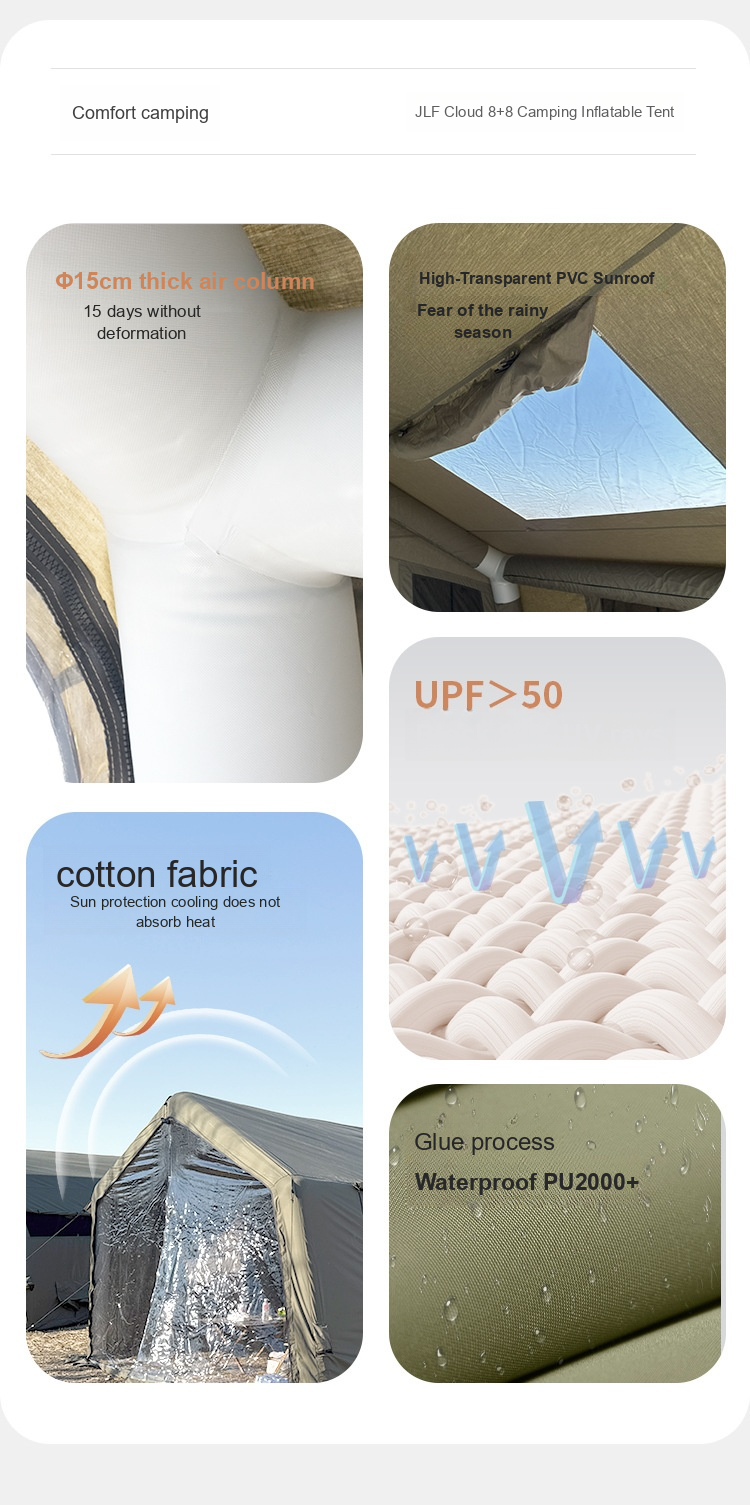 Comfort camping
JLF Cloud 8+8 Camping Inflatable Tent
Φ15cm thick air column
15 days without
deformation
High-Transparent PVC Sunroof
Fear of the rainy
season
UPF＞50
cotton fabric
Sun protection cooling does not
absorb heat
Glue process
Waterproof PU2000+